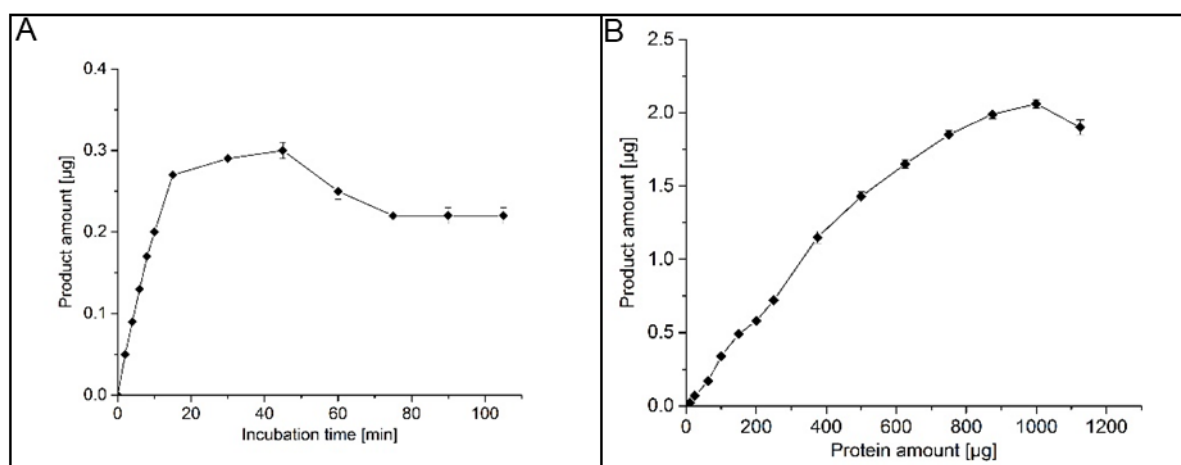 A
Product amount [µg]
0.4
0.3
0.2
0.1
0.0
0 20 40 60 80 100
Incubation time [min]
B
Product amount [µg]
2.5
2.0
1.5
1.0
0.5
0.0
0 200 400 600 800 1000 1200
Protein amount [µg]